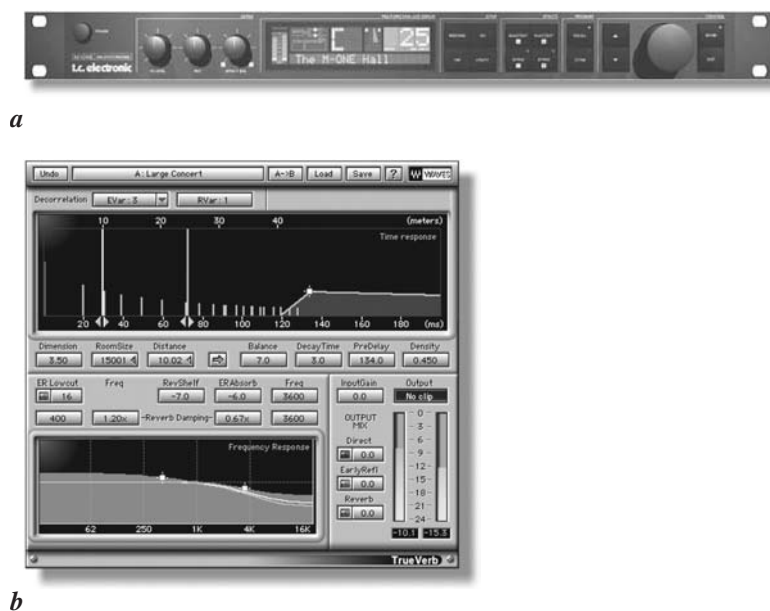 t.c. electronic
C
25
The M-ONE Hall
a
Undo A: Large Concert A->B Load Save ? W WAVES
Decorrelation EVar: 3 RVar: 1
10 20 30 40 (meters)
Time response
20 40 60 80 100 120 140 160 180 (ms)
Dimension RoomSize Distance Balance DecayTime PreDelay Density
3.50 15001 10.02 7.0 3.0 134.0 0.450
ER Lowcut Freq RevShelf ERAbsorb Freq
16 -7.0 -6.0 3600
400 1.20x -Reverb Damping- 0.67x 3600
Frequency Response
62 250 1K 4K 16K
InputGain Output
0.0 No clip
OUTPUT
MIX
Direct
0.0
EarlyRefl
0.0
Reverb
0.0
0
3
6
9
12
15
18
21
24
-10.1 -15.3
TrueVerb
b